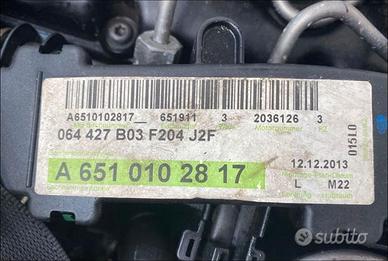 A6510102817 651911 3 2036126 3
064 427 B03 F204 J2F
015L0
A 651 010 28 17
12.12.2013
L M22
subito